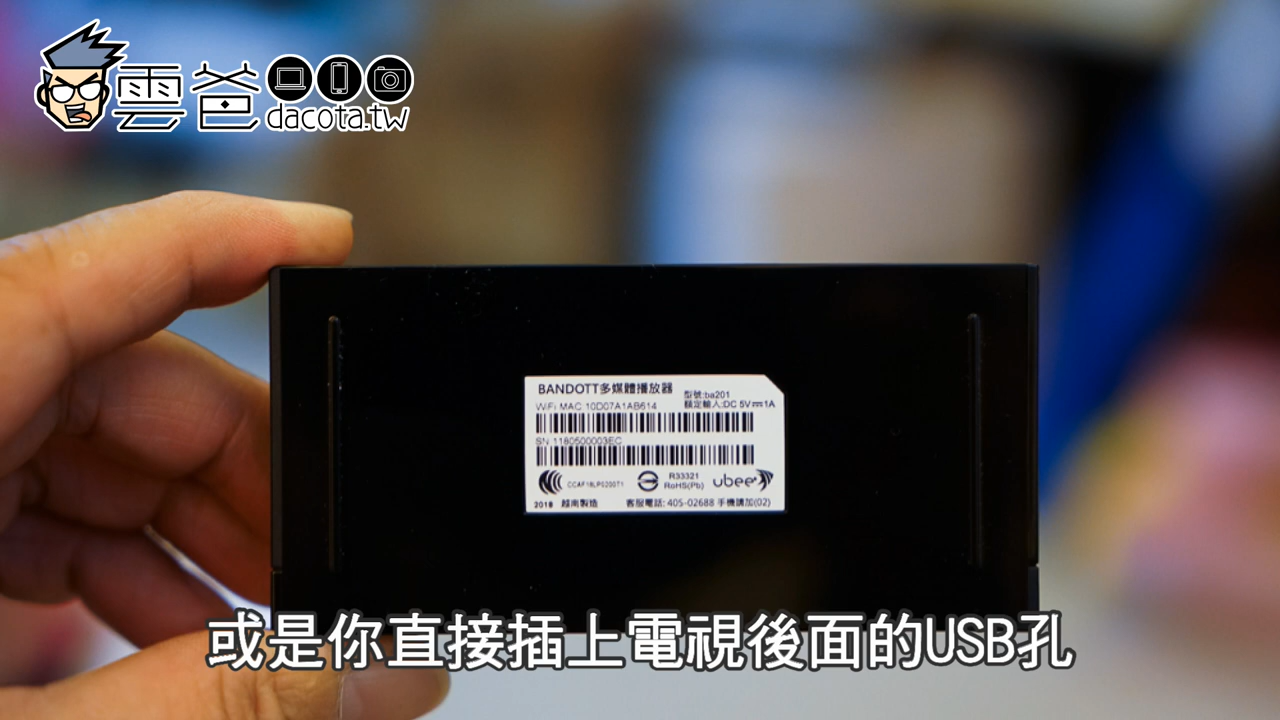 雲爸
dacota.tw
BANDOTT多媒體播放器
型號:ba201
WiFi MAC 10D07A1AB614
額定輸入:DC 5V⎓1A
SN 1180500003EC
CCAF18LP0200T1
R33321
RoHS(Pb)
ubee
2018 越南製造
客服電話: 405-02688 手機請加(02)
或是你直接插上電視後面的USB孔